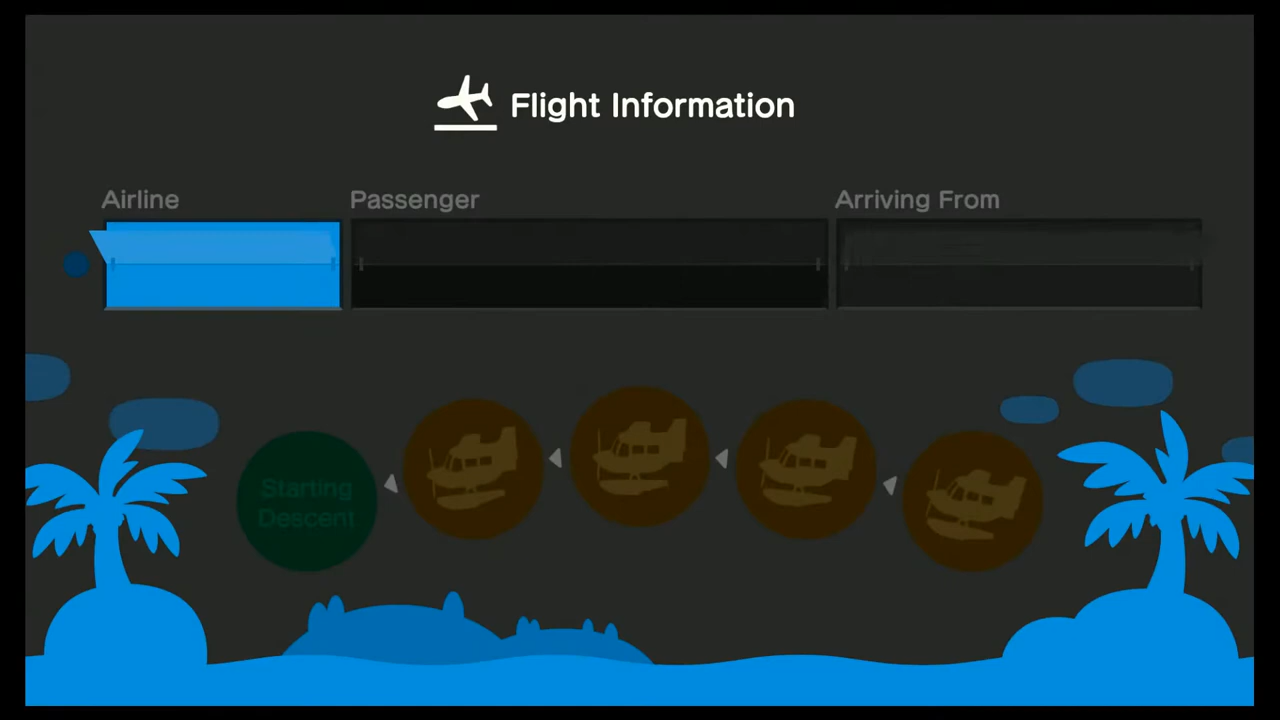 Flight Information
Airline
Passenger
Arriving From
Starting
Descent